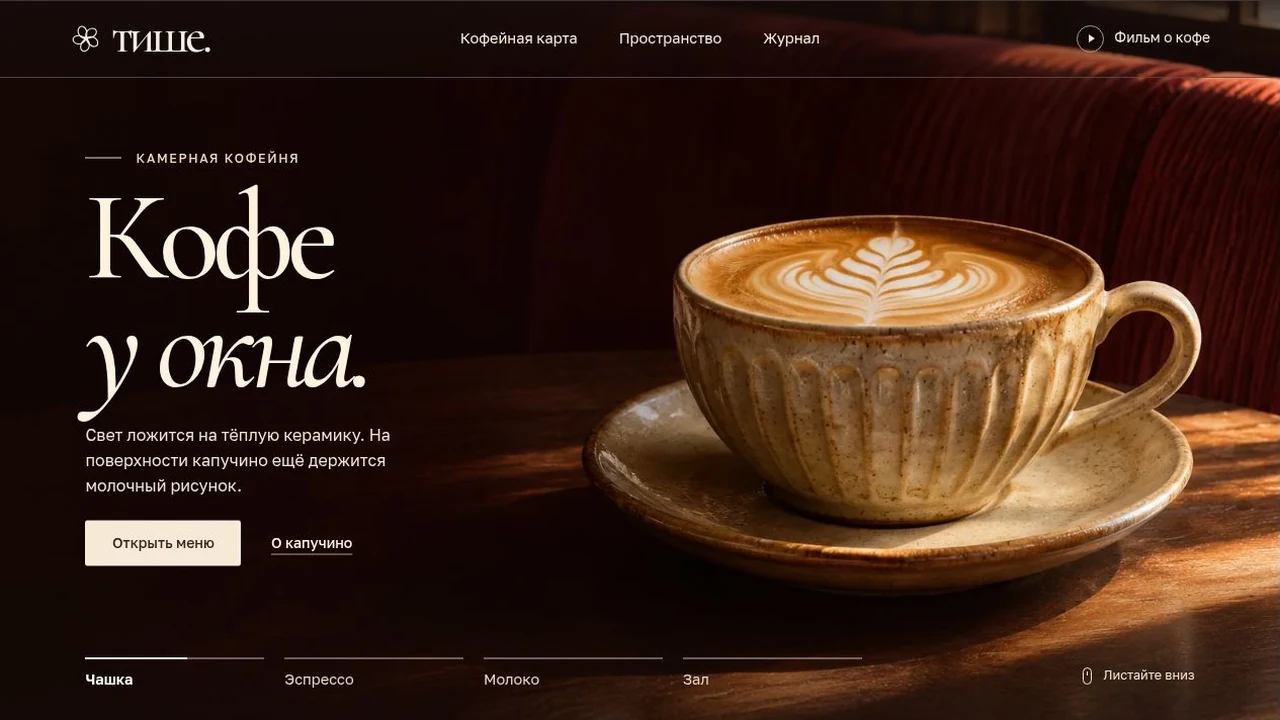 тише.
Кофейная карта
Пространство
Журнал
Фильм о кофе
КАМЕРНАЯ КОФЕЙНЯ
Кофе
у окна.
Свет ложится на тёплую керамику. На
поверхности капучино ещё держится
молочный рисунок.
Открыть меню
О капучино
Чашка
Эспрессо
Молоко
Зал
Листайте вниз